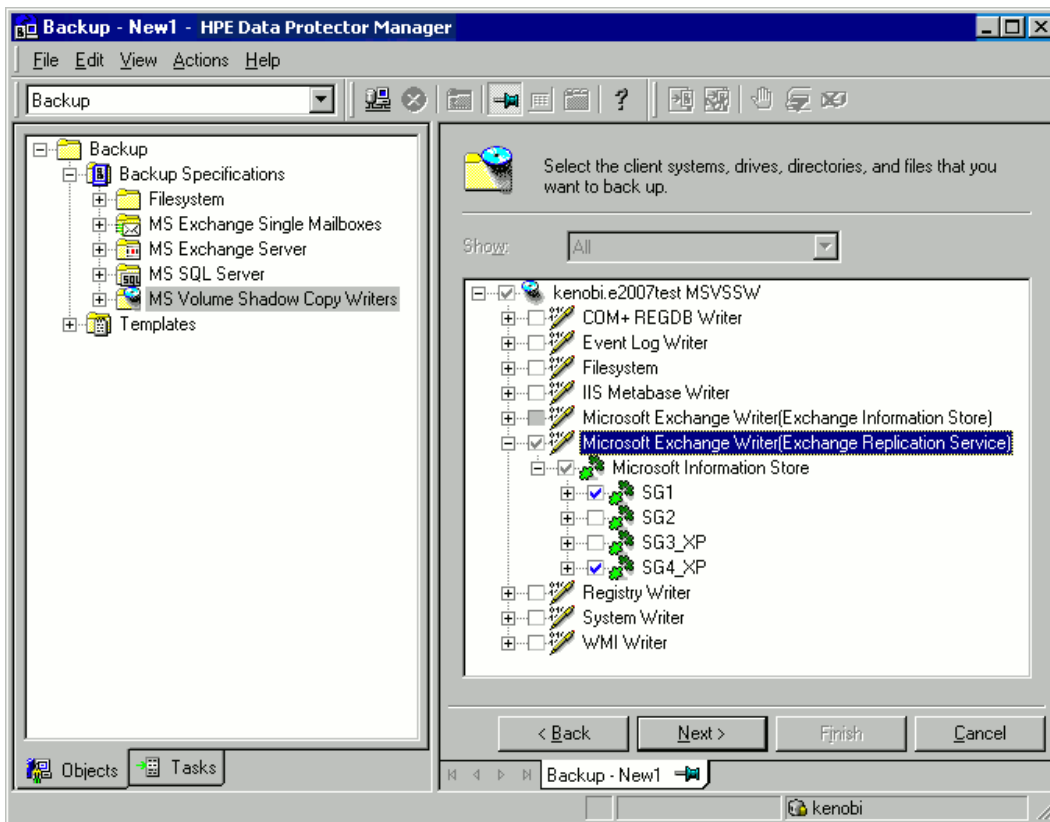 Backup - New1 - HPE Data Protector Manager
File Edit View Actions Help
Backup
Backup
Backup Specifications
Filesystem
MS Exchange Single Mailboxes
MS Exchange Server
MS SQL Server
MS Volume Shadow Copy Writers
Templates
Objects
Tasks
Select the client systems, drives, directories, and files that you
want to back up.
Show:
All
kenobi.e2007test MSVSSW
COM+ REGDB Writer
Event Log Writer
Filesystem
IIS Metabase Writer
Microsoft Exchange Writer(Exchange Information Store)
Microsoft Exchange Writer(Exchange Replication Service)
Microsoft Information Store
SG1
SG2
SG3_XP
SG4_XP
Registry Writer
System Writer
WMI Writer
< Back
Next >
Finish
Cancel
Backup - New1
kenobi